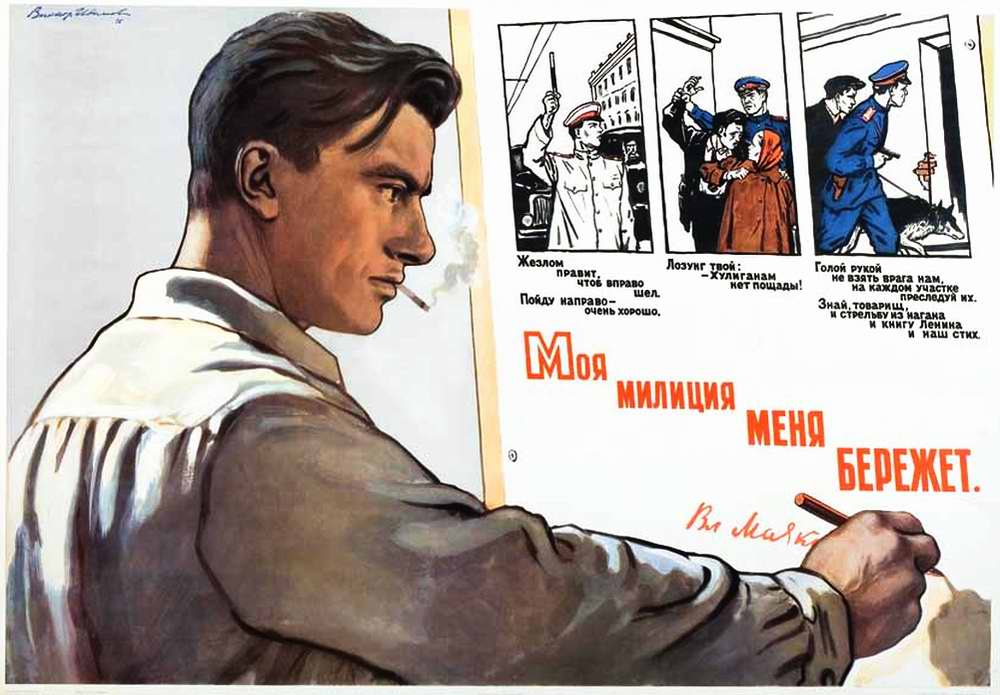 Виктор Иванов
Жезлом
правит,
чтоб вправо
шел.
Пойду направо–
очень хорошо.
Лозунг твой:
–Хулиганам
нет пощады!
Голой рукой
не взять врага нам,
на каждом участке
преследуй их.
Знай, товарищ,
и стрельбу из нагана
и книгу Ленина
и наш стих.
Моя
милиция
меня
бережет.
Вл Маяк